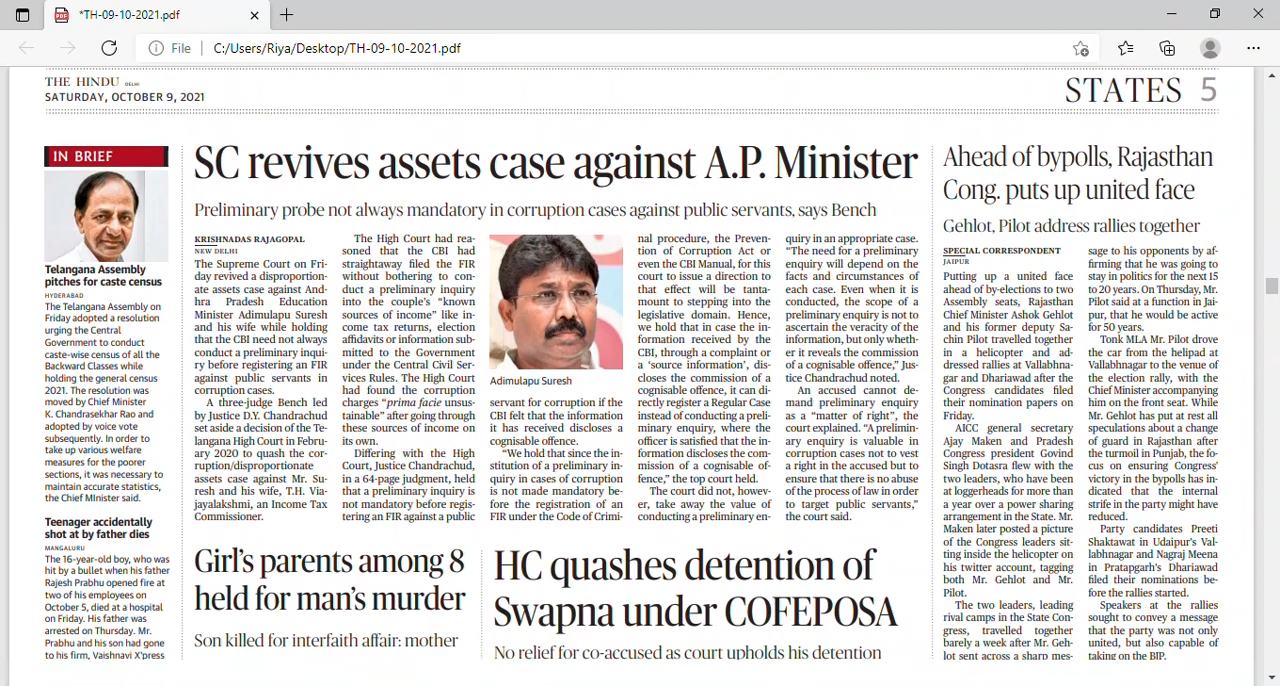 *TH-09-10-2021.pdf
File
C:/Users/Riya/Desktop/TH-09-10-2021.pdf
THE HINDU DELHI
SATURDAY, OCTOBER 9, 2021
STATES 5
IN BRIEF
Telangana Assembly
pitches for caste census
HYDERABAD
The Telangana Assembly on
Friday adopted a resolution
urging the Central
Government to conduct
caste-wise census of all the
Backward Classes while
holding the general census
2021. The resolution was
moved by Chief Minister
K. Chandrasekhar Rao and
adopted by voice vote
subsequently. In order to
take up various welfare
measures for the poorer
sections, it was necessary to
maintain accurate statistics,
the Chief MInister said.
Teenager accidentally
shot at by father dies
MANGALURU
The 16-year-old boy, who was
hit by a bullet when his father
Rajesh Prabhu opened fire at
two of his employees on
October 5, died at a hospital
on Friday. His father was
arrested on Thursday. Mr.
Prabhu and his son had gone
to his firm, Vaishnavi X'press
SC revives assets case against A.P. Minister
Preliminary probe not always mandatory in corruption cases against public servants, says Bench
KRISHNADAS RAJAGOPAL
NEW DELHI
The Supreme Court on Fri-
day revived a disproportion-
ate assets case against And-
hra Pradesh Education
Minister Adimulapu Suresh
and his wife while holding
that the CBI need not always
conduct a preliminary inqui-
ry before registering an FIR
against public servants in
corruption cases.
A three-judge Bench led
by Justice D.Y. Chandrachud
set aside a decision of the Te-
langana High Court in Febru-
ary 2020 to quash the cor-
ruption/disproportionate
assets case against Mr. Su-
resh and his wife, T.H. Via-
jayalakshmi, an Income Tax
Commissioner.
The High Court had rea-
soned that the CBI had
straightaway filed the FIR
without bothering to con-
duct a preliminary inquiry
into the couple's "known
sources of income" like in-
come tax returns, election
affidavits or information sub-
mitted to the Government
under the Central Civil Ser-
vices Rules. The High Court
had found the corruption
charges "prima facie unsus-
tainable" after going through
these sources of income on
its own.
Differing with the High
Court, Justice Chandrachud,
in a 64-page judgment, held
that a preliminary inquiry is
not mandatory before regis-
tering an FIR against a public
Adimulapu Suresh
servant for corruption if the
CBI felt that the information
it has received discloses a
cognisable offence.
"We hold that since the in-
stitution of a preliminary in-
quiry in cases of corruption
is not made mandatory be-
fore the registration of an
FIR under the Code of Crimi-
nal procedure, the Preven-
tion of Corruption Act or
even the CBI Manual, for this
court to issue a direction to
that effect will be tanta-
mount to stepping into the
legislative domain. Hence,
we hold that in case the in-
formation received by the
CBI, through a complaint or
a 'source information', dis-
closes the commission of a
cognisable offence, it can di-
rectly register a Regular Case
instead of conducting a preli-
minary enquiry, where the
officer is satisfied that the in-
formation discloses the com-
mission of a cognisable of-
fence," the top court held.
The court did not, howev-
er, take away the value of
conducting a preliminary en-
quiry in an appropriate case.
"The need for a preliminary
enquiry will depend on the
facts and circumstances of
each case. Even when it is
conducted, the scope of a
preliminary enquiry is not to
ascertain the veracity of the
information, but only wheth-
er it reveals the commission
of a cognisable offence," Jus-
tice Chandrachud noted.
An accused cannot de-
mand preliminary enquiry
as a "matter of right", the
court explained. "A prelimin-
ary enquiry is valuable in
corruption cases not to vest
a right in the accused but to
ensure that there is no abuse
of the process of law in order
to target public servants,"
the court said.
Girl's parents among 8
held for man's murder
Son killed for interfaith affair: mother
HC quashes detention of
Swapna under COFEPOSA
No relief for co-accused as court upholds his detention
Ahead of bypolls, Rajasthan
Cong. puts up united face
Gehlot, Pilot address rallies together
SPECIAL CORRESPONDENT
JAIPUR
Putting up a united face
ahead of by-elections to two
Assembly seats, Rajasthan
Chief Minister Ashok Gehlot
and his former deputy Sa-
chin Pilot travelled together
in a helicopter and ad-
dressed rallies at Vallabhna-
gar and Dhariawad after the
Congress candidates filed
their nomination papers on
Friday.
AICC general secretary
Ajay Maken and Pradesh
Congress president Govind
Singh Dotasra flew with the
two leaders, who have been
at loggerheads for more than
a year over a power sharing
arrangement in the State. Mr.
Maken later posted a picture
of the Congress leaders sit-
ting inside the helicopter on
his twitter account, tagging
both Mr. Gehlot and Mr.
Pilot.
The two leaders, leading
rival camps in the State Con-
gress, travelled together
barely a week after Mr. Geh-
lot sent across a sharp mes-
sage to his opponents by af-
firming that he was going to
stay in politics for the next 15
to 20 years. On Thursday, Mr.
Pilot said at a function in Jai-
pur, that he would be active
for 50 years.
Tonk MLA Mr. Pilot drove
the car from the helipad at
Vallabhnagar to the venue of
the election rally, with the
Chief Minister accompanying
him on the front seat. While
Mr. Gehlot has put at rest all
speculations about a change
of guard in Rajasthan after
the turmoil in Punjab, the fo-
cus on ensuring Congress'
victory in the bypolls has in-
dicated that the internal
strife in the party might have
reduced.
Party candidates Preeti
Shaktawat in Udaipur's Val-
labhnagar and Nagraj Meena
in Pratapgarh's Dhariawad
filed their nominations be-
fore the rallies started.
Speakers at the rallies
sought to convey a message
that the party was not only
united, but also capable of
taking on the BJP.